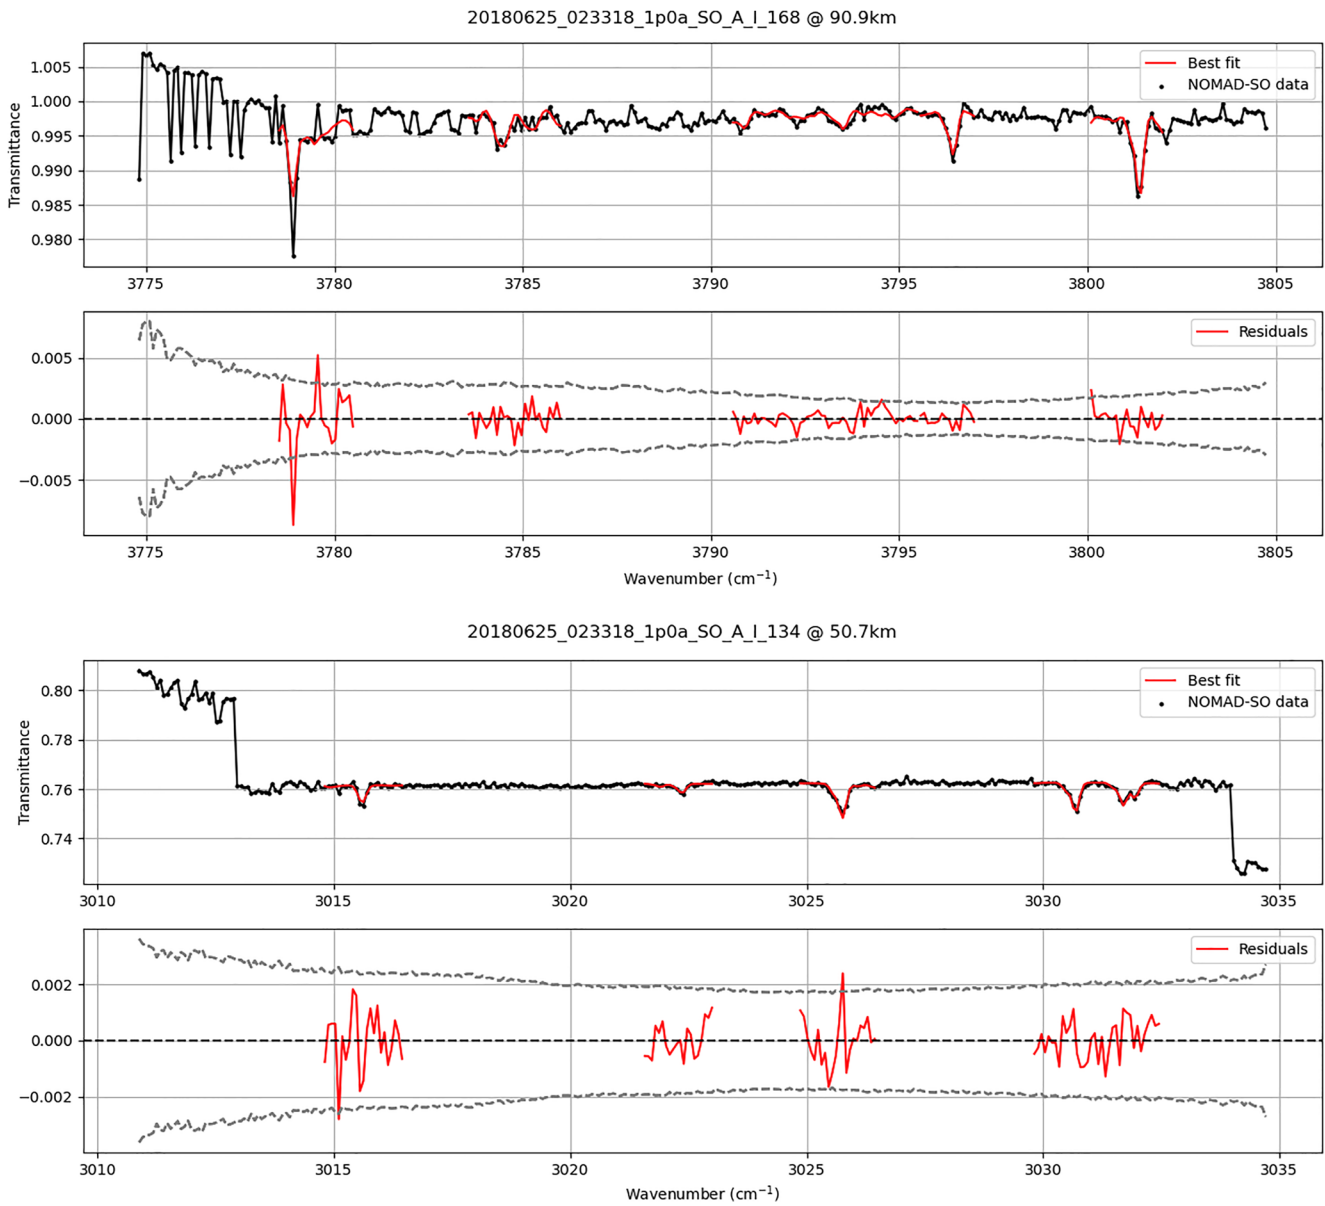 20180625_023318_1p0a_SO_A_I_168 @ 90.9km
Transmittance
1.005
1.000
0.995
0.990
0.985
0.980
Best fit
NOMAD-SO data
3775 3780 3785 3790 3795 3800 3805
0.005
0.000
−0.005
Residuals
3775 3780 3785 3790 3795 3800 3805
Wavenumber (cm⁻¹)
20180625_023318_1p0a_SO_A_I_134 @ 50.7km
Transmittance
0.80
0.78
0.76
0.74
Best fit
NOMAD-SO data
3010 3015 3020 3025 3030 3035
0.002
0.000
−0.002
Residuals
3010 3015 3020 3025 3030 3035
Wavenumber (cm⁻¹)